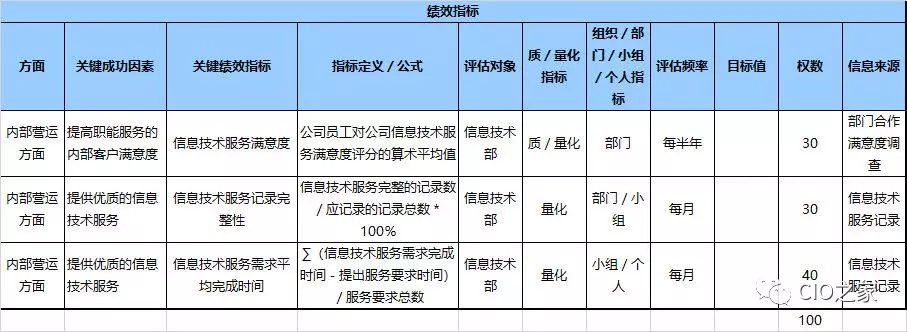 绩效指标
方面 关键成功因素 关键绩效指标 指标定义/公式 评估对象 质/量化指标 组织/部门/小组/个人指标 评估频率 目标值 权数 信息来源
内部营运方面 提高职能服务的内部客户满意度 信息技术服务满意度 公司员工对公司信息技术服务满意度评分的算术平均值 信息技术部 质/量化 部门 每半年 30 部门合作满意度调查
内部营运方面 提供优质的信息技术服务 信息技术服务记录完整性 信息技术服务完整的记录数/应记录的记录总数*100% 信息技术部 量化 部门/小组 每月 30 信息技术服务记录
内部营运方面 提供优质的信息技术服务 信息技术服务需求平均完成时间 ∑(信息技术服务需求完成时间-提出服务要求时间)/服务要求总数 信息技术部 量化 小组/个人 每月 40 信息技术服务记录
100
CIO之家